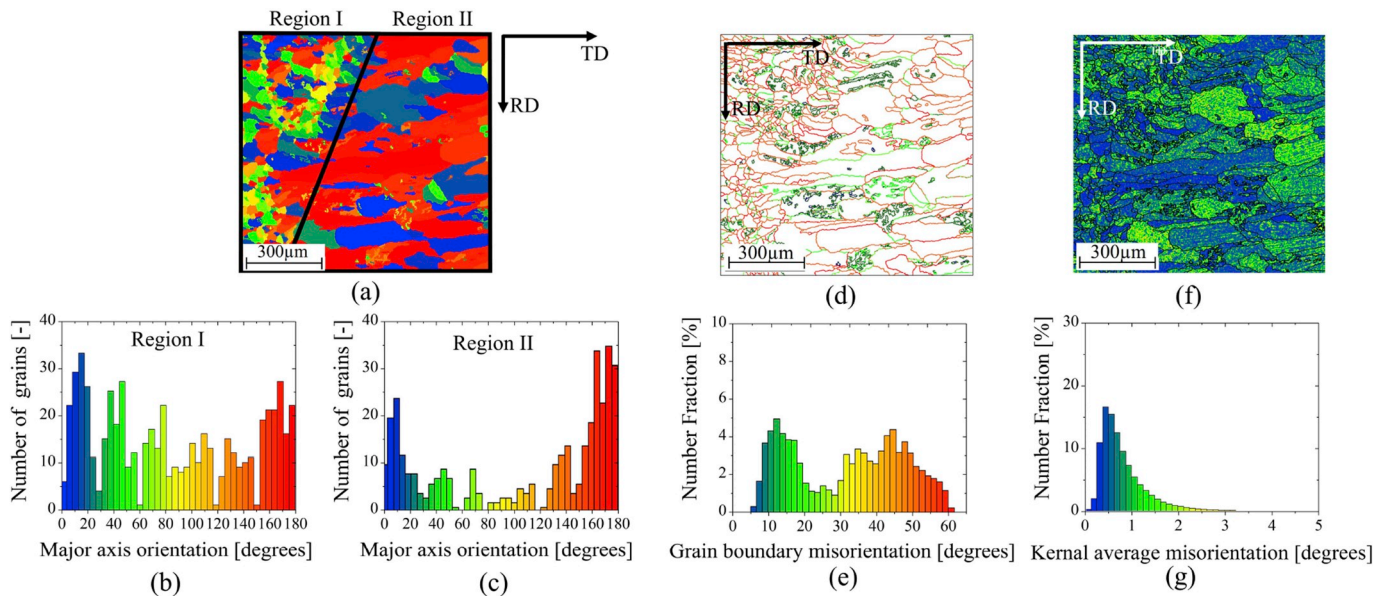 Region I Region II
TD
RD
300µm
(a)
TD
RD
(d)
TD
RD
300µm
(f)
Number of grains [-]
40
30
20
10
0
Region I
0 20 40 60 80 100 120 140 160 180
Major axis orientation [degrees]
(b)
Number of grains [-]
40
30
20
10
0
Region II
0 20 40 60 80 100 120 140 160 180
Major axis orientation [degrees]
(c)
Number Fraction [%]
10
8
6
4
2
0
0 10 20 30 40 50 60
Grain boundary misorientation [degrees]
(e)
Number Fraction [%]
30
20
10
0
0 1 2 3 4 5
Kernal average misorientation [degrees]
(g)
300µm